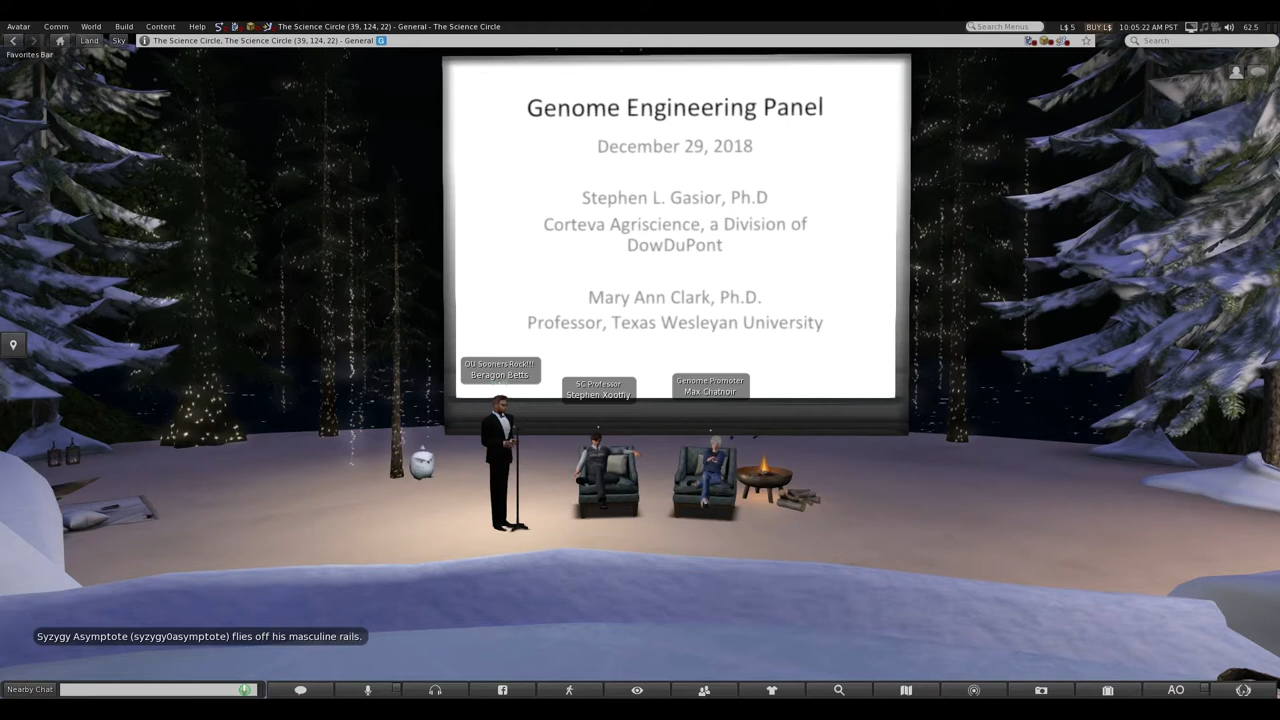 Avatar Comm World Build Content Help The Science Circle (39, 124, 22) - General - The Science Circle
Search Menus L$ 5 BUY L$ 10:05:22 AM PST 62.5
Land Sky The Science Circle, The Science Circle (39, 124, 22) - General G
Search
Favorites Bar
Genome Engineering Panel
December 29, 2018
Stephen L. Gasior, Ph.D
Corteva Agriscience, a Division of
DowDuPont
Mary Ann Clark, Ph.D.
Professor, Texas Wesleyan University
OU Sooners Rock!!!
Beragon Betts
SC Professor
Stephen Xootfly
Genome Promoter
Max Chatnoir
Syzygy Asymptote (syzygy0asymptote) flies off his masculine rails.
Nearby Chat
AO